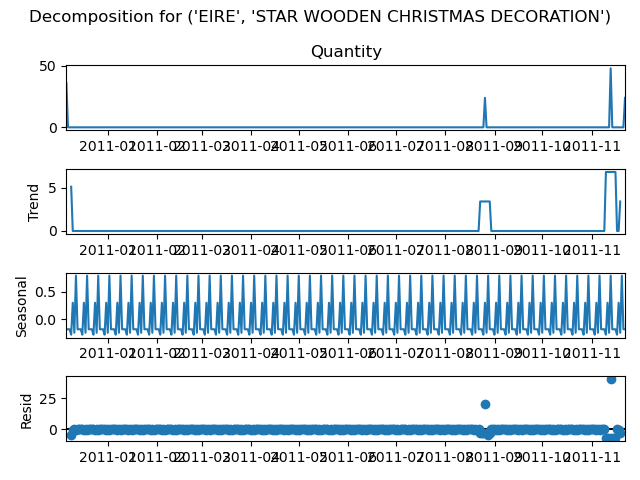 Decomposition for ('EIRE', 'STAR WOODEN CHRISTMAS DECORATION')
Quantity
50
0
2011-01 2011-02 2011-03 2011-04 2011-05 2011-06 2011-07 2011-08 2011-09 2011-10 2011-11
Trend
5
0
2011-01 2011-02 2011-03 2011-04 2011-05 2011-06 2011-07 2011-08 2011-09 2011-10 2011-11
Seasonal
0.5
0.0
2011-01 2011-02 2011-03 2011-04 2011-05 2011-06 2011-07 2011-08 2011-09 2011-10 2011-11
Resid
25
0
2011-01 2011-02 2011-03 2011-04 2011-05 2011-06 2011-07 2011-08 2011-09 2011-10 2011-11